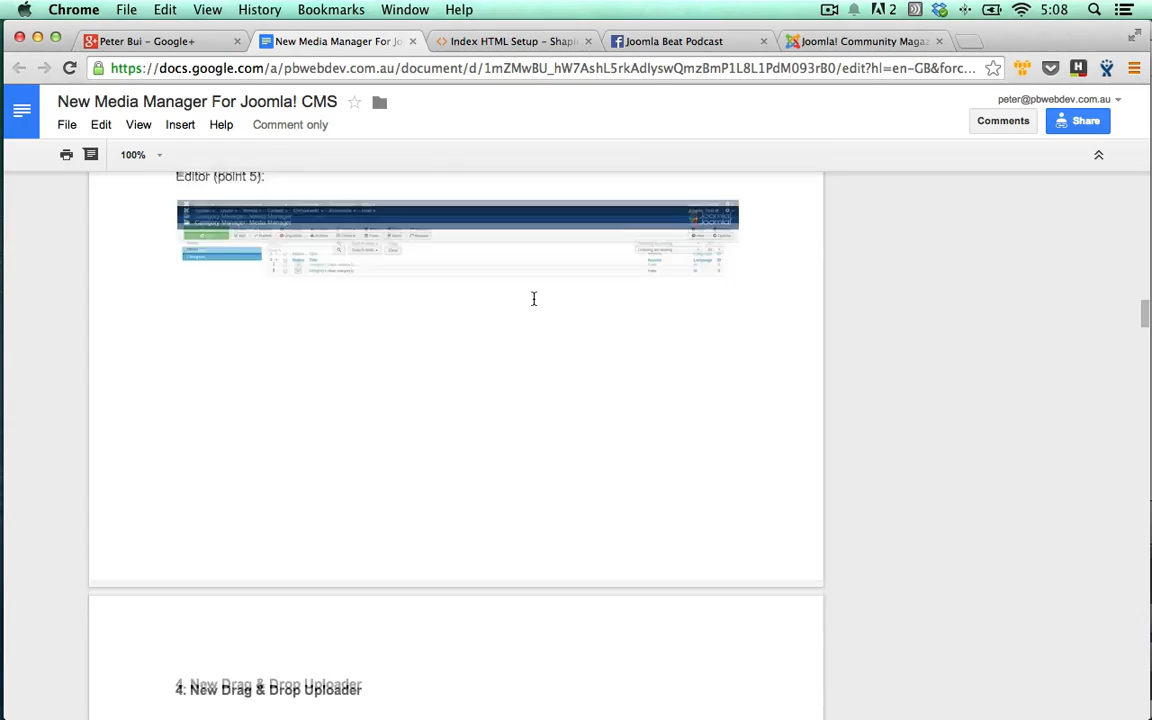 Chrome File Edit View History Bookmarks Window Help 2 5:08
Peter Bui - Google+ New Media Manager For Jo Index HTML Setup - Shapi Joomla Beat Podcast Joomla! Community Magaz
https://docs.google.com/a/pbwebdev.com.au/document/d/1mZMwBU_hW7AshL5rkAdIyswQmzBmP1L8L1PdM093rB0/edit?hl=en-GB&forc...
New Media Manager For Joomla! CMS
peter@pbwebdev.com.au
File Edit View Insert Help Comment only
Comments Share
100%
Editor (point 5):
4. New Drag & Drop Uploader